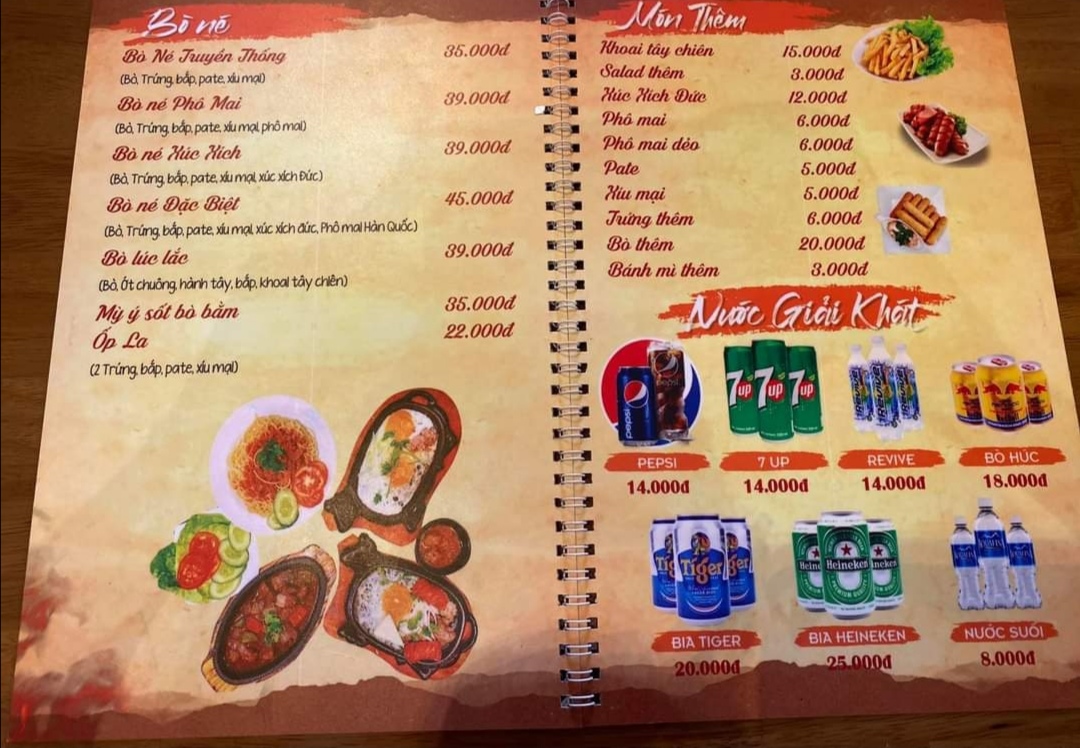 Bò né
Bò Né Truyền Thống 35.000đ
(Bò, Trứng, bắp, pate, xíu mại)
Bò né Phô Mai 39.000đ
(Bò, Trứng, bắp, pate, xíu mại, phô mai)
Bò né Xúc Xích 39.000đ
(Bò, Trứng, bắp, pate, xíu mại, xúc xích Đức)
Bò né Đặc Biệt 45.000đ
(Bò, Trứng, bắp, pate, xíu mại, xúc xích đức, Phô mai Hàn Quốc)
Bò lúc lắc 39.000đ
(Bò, Ớt chuông, hành tây, bắp, khoai tây chiên)
Mỳ ý sốt bò bằm 35.000đ
Ốp La 22.000đ
(2 Trứng, bắp, pate, xíu mại)
Món Thêm
Khoai tây chiên 15.000đ
Salad thêm 3.000đ
Xúc Xich Đức 12.000đ
Phô mai 6.000đ
Phô mai dẻo 6.000đ
Pate 5.000đ
Xíu mại 5.000đ
Trứng thêm 6.000đ
Bò thêm 20.000đ
Bánh mì thêm 3.000đ
Nước Giải Khát
pepsi pepsi
7up 7up 7up
REVIVE
PEPSI 7 UP REVIVE BÒ HÚC
14.000đ 14.000đ 14.000đ 18.000đ
Tiger
Heineken
BIA TIGER BIA HEINEKEN NƯỚC SUỐI
20.000đ 25.000đ 8.000đ